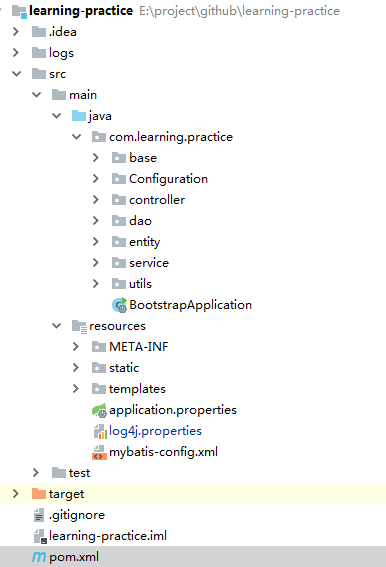 learning-practice E:\project\github\learning-practice
.idea
logs
src
main
java
com.learning.practice
base
Configuration
controller
dao
entity
service
utils
BootstrapApplication
resources
META-INF
static
templates
application.properties
log4j.properties
mybatis-config.xml
test
target
.gitignore
learning-practice.iml
pom.xml